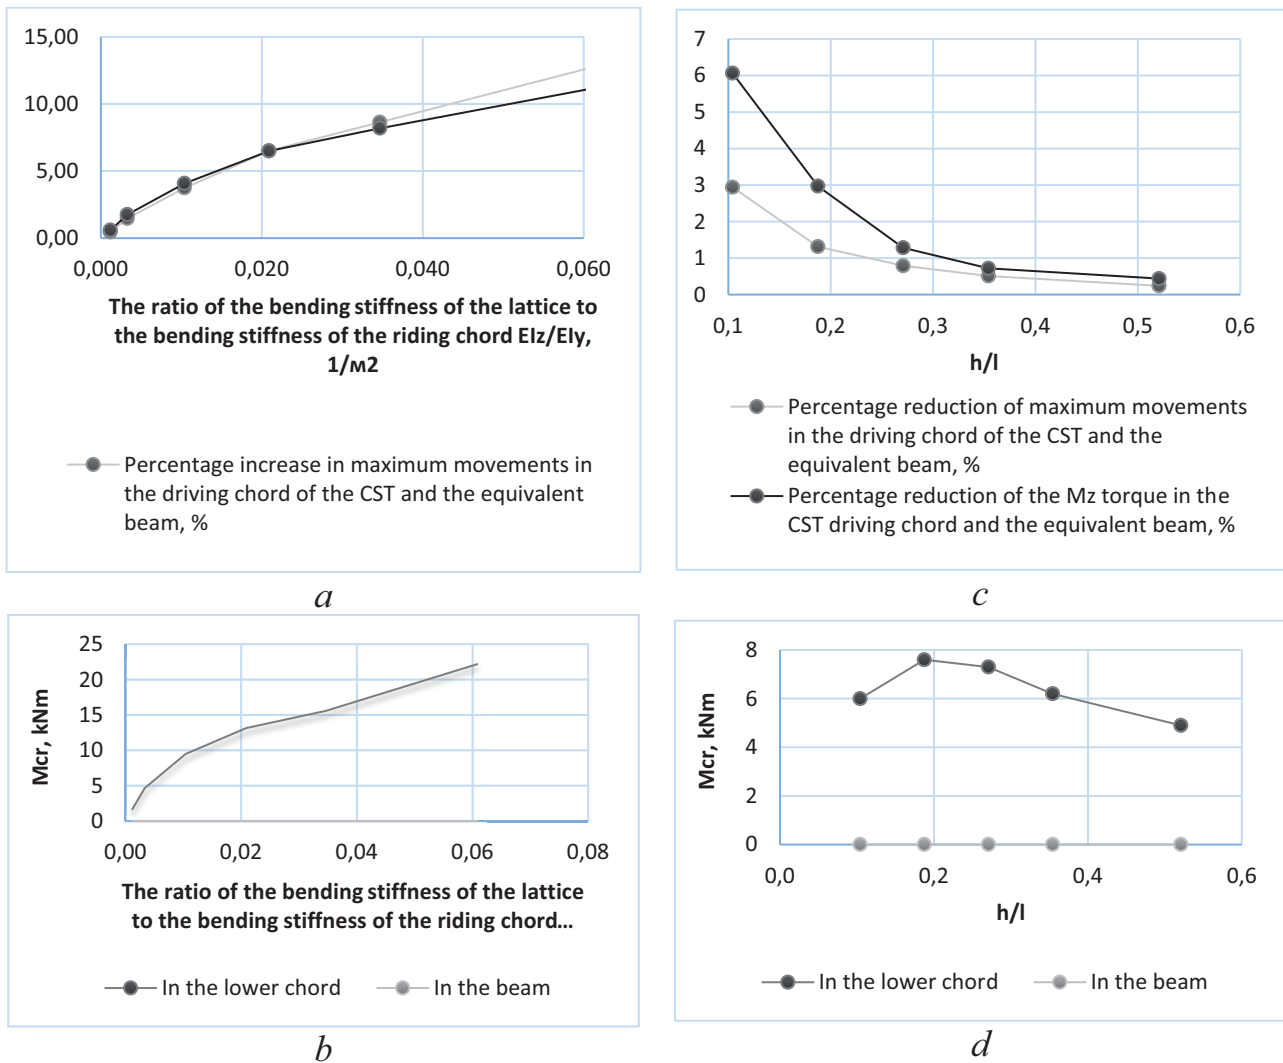 15,00
10,00
5,00
0,00
0,000
0,020
0,040
0,060
The ratio of the bending stiffness of the lattice to
the bending stiffness of the riding chord EIz/EIy,
1/м2
Percentage increase in maximum movements in
the driving chord of the CST and the equivalent
beam, %
a
7
6
5
4
3
2
1
0
0,1
0,2
0,3
0,4
0,5
0,6
h/l
Percentage reduction of maximum movements
in the driving chord of the CST and the
equivalent beam, %
Percentage reduction of the Mz torque in the
CST driving chord and the equivalent beam, %
c
25
20
15
10
5
0
Mcr, kNm
0,00
0,02
0,04
0,06
0,08
The ratio of the bending stiffness of the lattice
to the bending stiffness of the riding chord...
In the lower chord
In the beam
b
8
6
4
2
0
Mcr, kNm
0,0
0,2
0,4
0,6
h/l
In the lower chord
In the beam
d